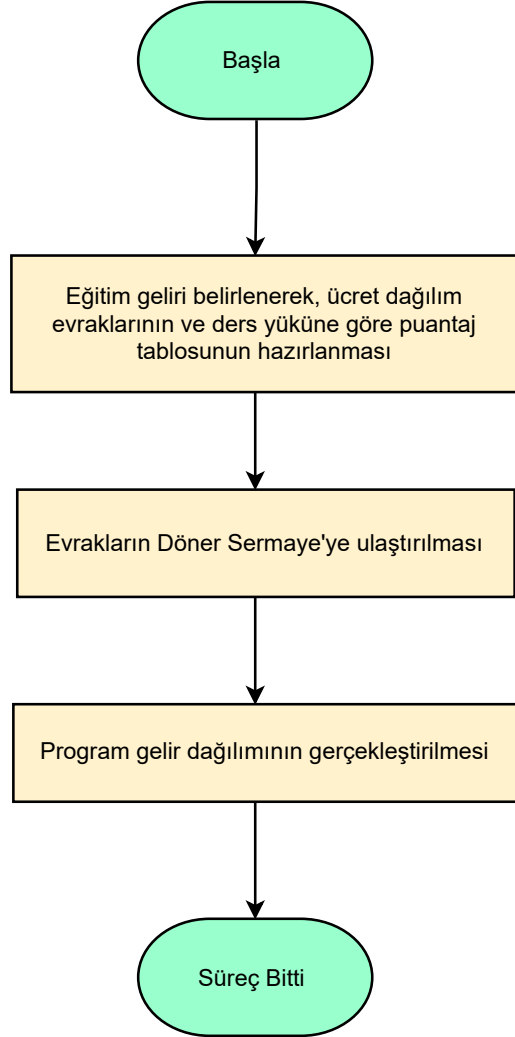 Başla
Eğitim geliri belirlenerek, ücret dağılım
evraklarının ve ders yüküne göre puantaj
tablosunun hazırlanması
Evrakların Döner Sermaye'ye ulaştırılması
Program gelir dağılımının gerçekleştirilmesi
Süreç Bitti